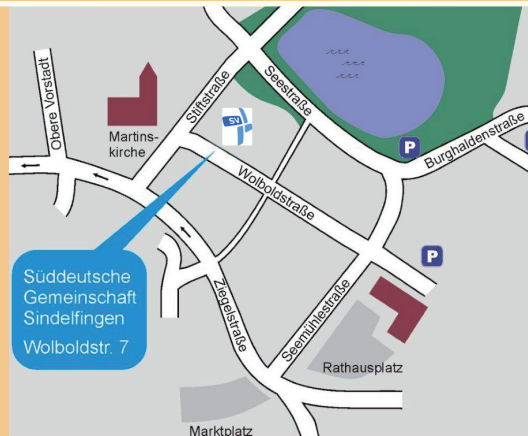 Obere Vorstadt
Martins-
kirche
Stiftstraße
SV
Seestraße
P
Burghaldenstraße
Wolboldstraße
P
Süddeutsche
Gemeinschaft
Sindelfingen
Wolboldstr. 7
Ziegelstraße
Seemühlestraße
Rathausplatz
Marktplatz